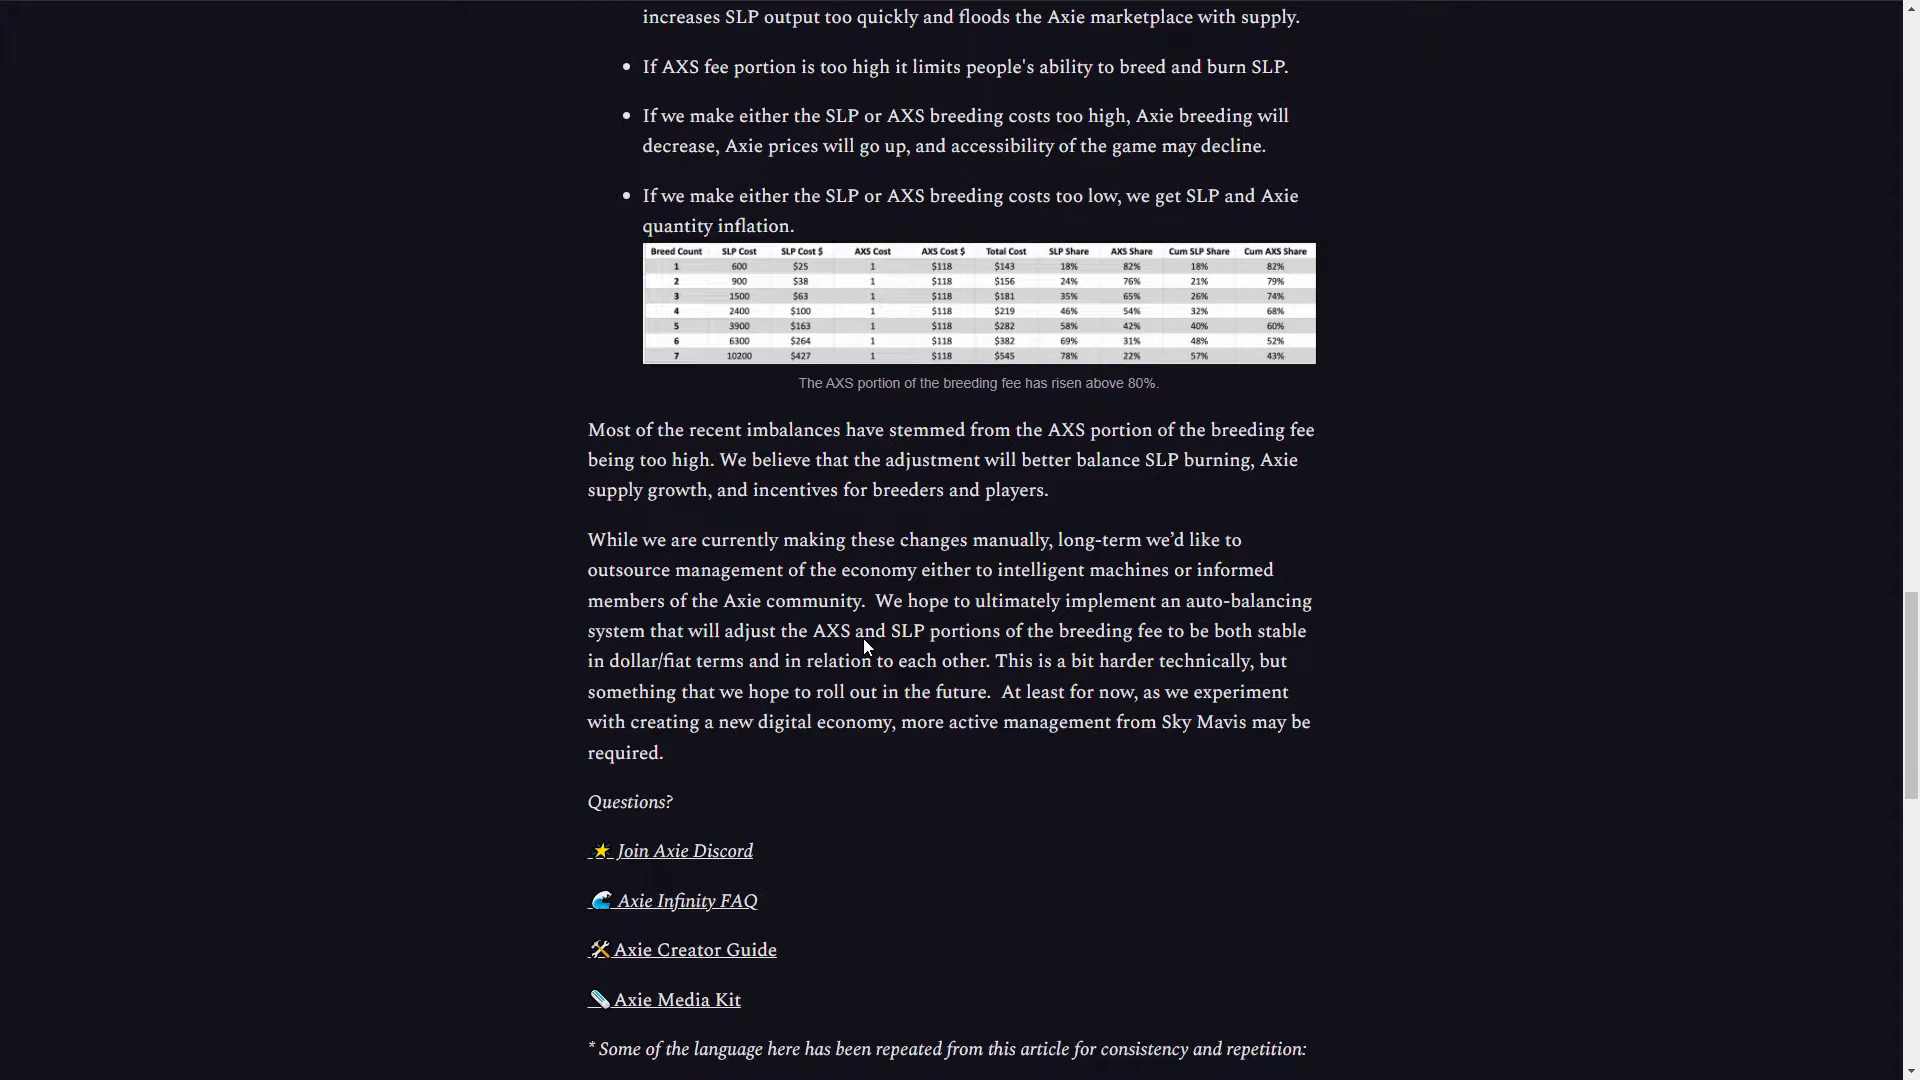 increases SLP output too quickly and floods the Axie marketplace with supply.
• If AXS fee portion is too high it limits people's ability to breed and burn SLP.
• If we make either the SLP or AXS breeding costs too high, Axie breeding will
decrease, Axie prices will go up, and accessibility of the game may decline.
• If we make either the SLP or AXS breeding costs too low, we get SLP and Axie
quantity inflation.
Breed Count SLP Cost SLP Cost $ AXS Cost AXS Cost $ Total Cost SLP Share AXS Share Cum SLP Share Cum AXS Share
1 600 $25 1 $118 $143 18% 82% 18% 82%
2 900 $38 1 $118 $156 24% 76% 21% 79%
3 1500 $63 1 $118 $181 35% 65% 26% 74%
4 2400 $100 1 $118 $219 46% 54% 32% 68%
5 3900 $163 1 $118 $282 58% 42% 40% 60%
6 6300 $264 1 $118 $382 69% 31% 48% 52%
7 10200 $427 1 $118 $545 78% 22% 57% 43%
The AXS portion of the breeding fee has risen above 80%.
Most of the recent imbalances have stemmed from the AXS portion of the breeding fee
being too high. We believe that the adjustment will better balance SLP burning, Axie
supply growth, and incentives for breeders and players.
While we are currently making these changes manually, long-term we’d like to
outsource management of the economy either to intelligent machines or informed
members of the Axie community.  We hope to ultimately implement an auto-balancing
system that will adjust the AXS and SLP portions of the breeding fee to be both stable
in dollar/fiat terms and in relation to each other. This is a bit harder technically, but
something that we hope to roll out in the future.  At least for now, as we experiment
with creating a new digital economy, more active management from Sky Mavis may be
required.
Questions?
🌟 Join Axie Discord
🌊 Axie Infinity FAQ
🛠 Axie Creator Guide
Axie Media Kit
* Some of the language here has been repeated from this article for consistency and repetition: